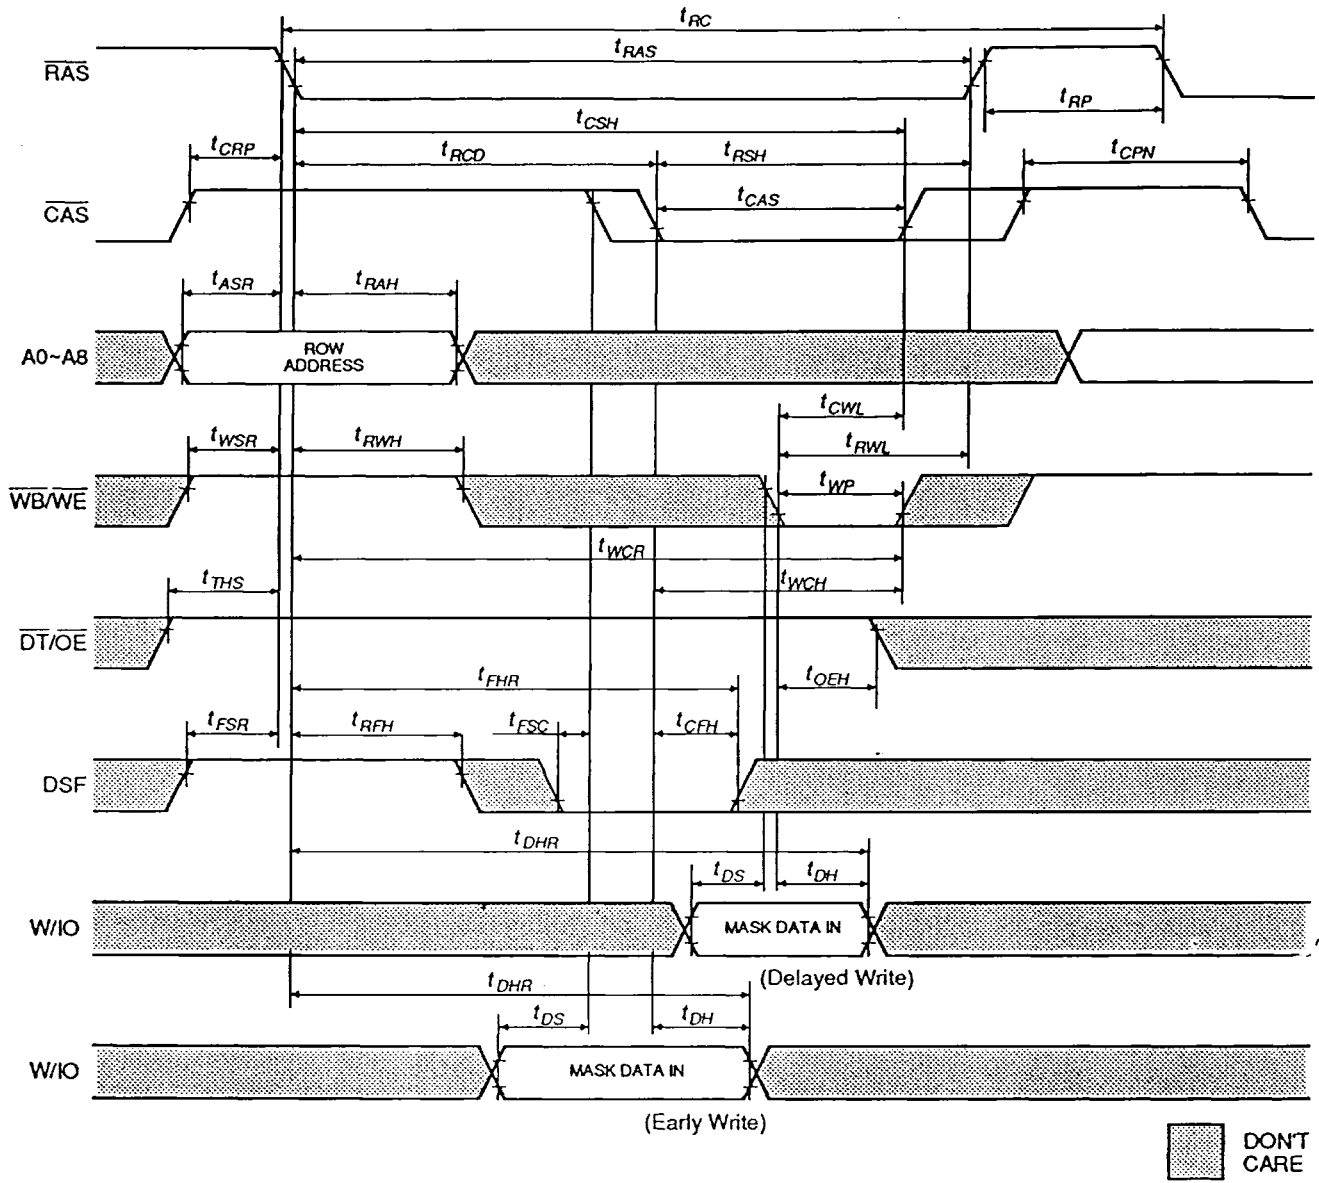 tRC
RAS
tRAS
tRP
tCSH
tCRP
tRCD
tRSH
tCPN
CAS
tCAS
tASR
tRAH
A0~A8
ROW
ADDRESS
tCWL
tWSR
tRWH
tRWL
WB/WE
tWP
tWCR
tTHS
tWCH
DT/OE
tFHR
tOEH
tFSR
tRFH
tFSC
tCFH
DSF
tDHR
tDS
tDH
W/IO
MASK DATA IN
(Delayed Write)
tDHR
tDS
tDH
W/IO
MASK DATA IN
(Early Write)
DON'T
CARE